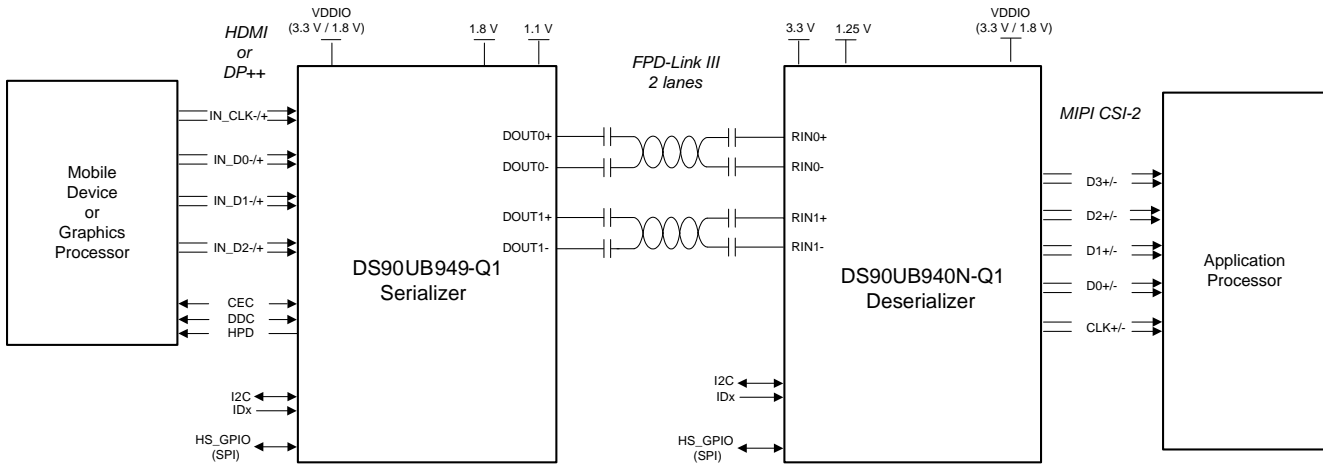 HDMI
or
DP++
VDDIO
(3.3 V / 1.8 V)
1.8 V
1.1 V
FPD-Link III
2 lanes
3.3 V
1.25 V
VDDIO
(3.3 V / 1.8 V)
MIPI CSI-2
Mobile
Device
or
Graphics
Processor
IN_CLK-/+
IN_D0-/+
IN_D1-/+
IN_D2-/+
CEC
DDC
HPD
I2C
IDx
HS_GPIO
(SPI)
DS90UB949-Q1
Serializer
DOUT0+
DOUT0-
DOUT1+
DOUT1-
RIN0+
RIN0-
RIN1+
RIN1-
DS90UB940N-Q1
Deserializer
I2C
IDx
HS_GPIO
(SPI)
D3+/-
D2+/-
D1+/-
D0+/-
CLK+/-
Application
Processor